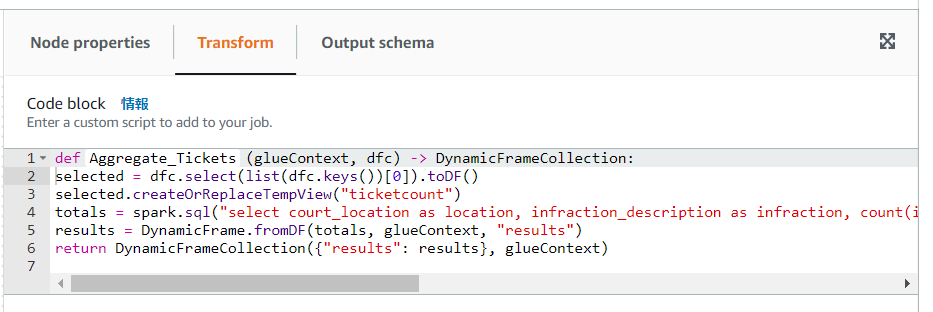 Node properties
Transform
Output schema
Code block 情報
Enter a custom script to add to your job.
1 def Aggregate_Tickets (glueContext, dfc) -> DynamicFrameCollection:
2 selected = dfc.select(list(dfc.keys())[0]).toDF()
3 selected.createOrReplaceTempView("ticketcount")
4 totals = spark.sql("select court_location as location, infraction_description as infraction, count(i
5 results = DynamicFrame.fromDF(totals, glueContext, "results")
6 return DynamicFrameCollection({"results": results}, glueContext)
7